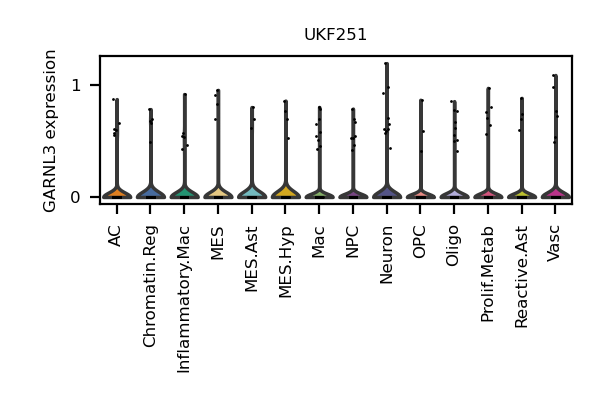 UKF251
GARNL3 expression
1
0
AC
Chromatin.Reg
Inflammatory.Mac
MES
MES.Ast
MES.Hyp
Mac
NPC
Neuron
OPC
Oligo
Prolif.Metab
Reactive.Ast
Vasc